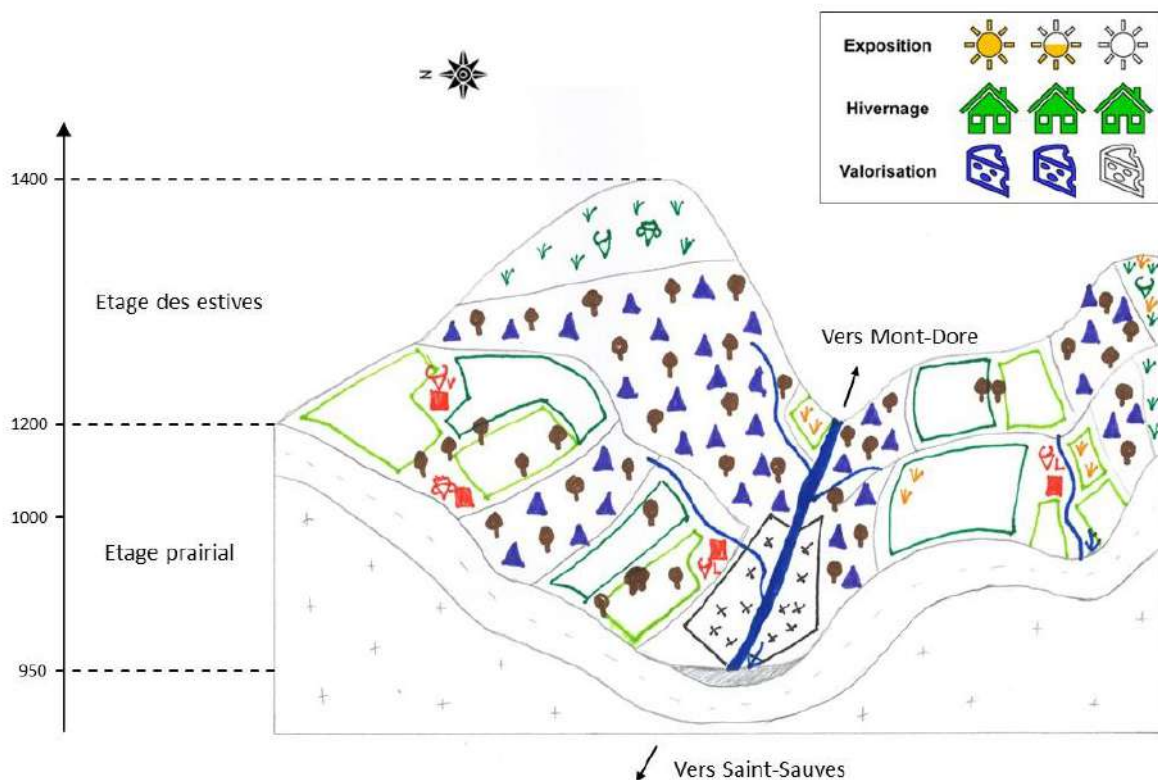 Exposition
Hivernage
Valorisation
N
1400
Etage des estives
Vers Mont-Dore
1200
V
L
1000
Etage prairial
L
950
Vers Saint-Sauves